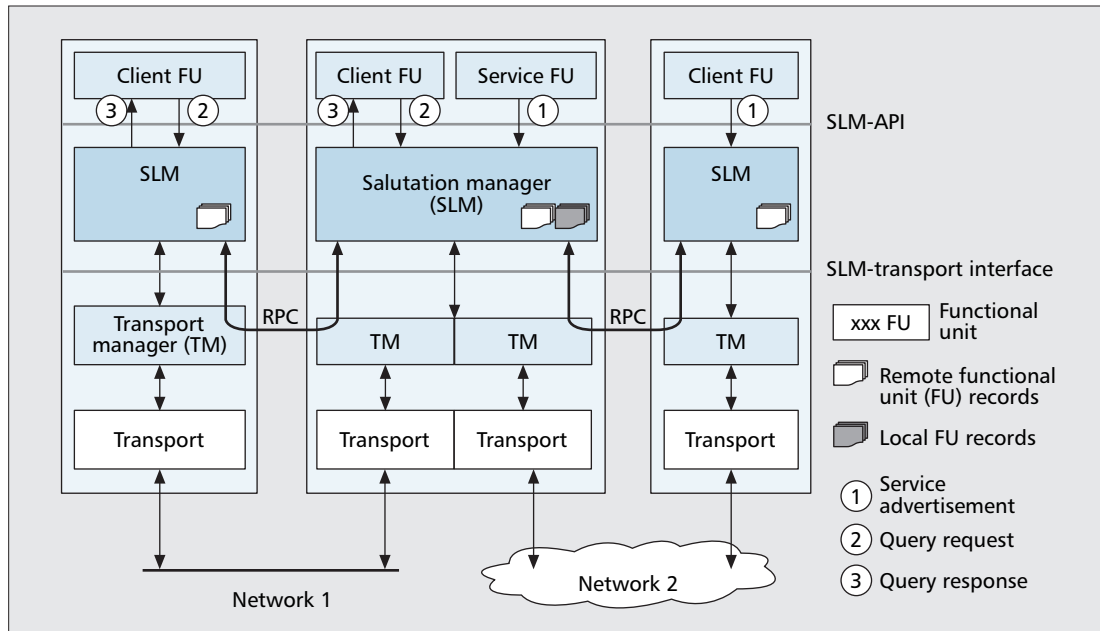 Client FU
3
2
Client FU
3
2
Service FU
1
Client FU
1
SLM-API
SLM
Salutation manager
(SLM)
SLM
SLM-transport interface
RPC
RPC
Transport
manager (TM)
TM
TM
TM
Transport
Transport
Transport
Transport
Network 1
Network 2
xxx FU
Functional
unit
Remote functional
unit (FU) records
Local FU records
1
Service
advertisement
2
Query request
3
Query response